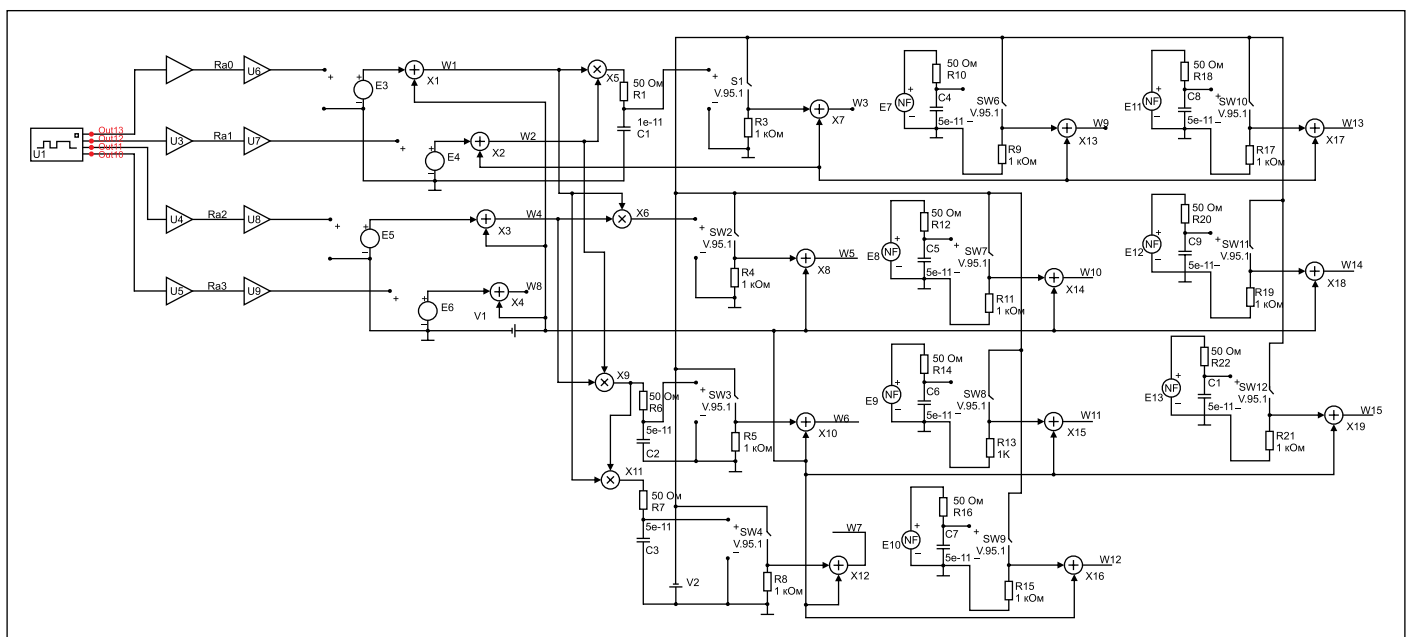 U1
Out13
Out12
Out11
Out10
Ra0
U6
U3
Ra1
U7
U4
Ra2
U8
U5
Ra3
U9
+
+
+
+
+
–
E3
X1
W1
+
–
E4
X2
W2
+
–
E5
X3
W4
+
–
E6
X4
W8
V1
X5
50 Ом
R1
1e-11
C1
X6
X9
50 Ом
R6
5e-11
C2
X11
50 Ом
R7
5e-11
C3
+
–
S1
V.95.1
R3
1 кОм
X7
W3
+
–
SW2
V.95.1
R4
1 кОм
X8
W5
+
–
SW3
V.95.1
R5
1 кОм
X10
W6
+
–
SW4
V.95.1
V2
R8
1 кОм
X12
W7
E7
NF
+
–
50 Ом
R10
C4
5e-11
+
–
SW6
V.95.1
R9
1 кОм
X13
W9
E8
NF
+
–
50 Ом
R12
C5
5e-11
+
–
SW7
V.95.1
R11
1 кОм
X14
W10
E9
NF
+
–
50 Ом
R14
C6
5e-11
+
–
SW8
V.95.1
R13
1K
X15
W11
E10
NF
+
–
50 Ом
R16
C7
5e-11
+
–
SW9
V.95.1
R15
1 кОм
X16
W12
E11
NF
+
–
50 Ом
R18
C8
5e-11
+
–
SW10
V.95.1
R17
1 кОм
X17
W13
E12
NF
+
–
50 Ом
R20
C9
5e-11
+
–
SW11
V.95.1
R19
1 кОм
X18
W14
E13
NF
+
–
50 Ом
R22
C1
5e-11
+
–
SW12
V.95.1
R21
1 кОм
X19
W15